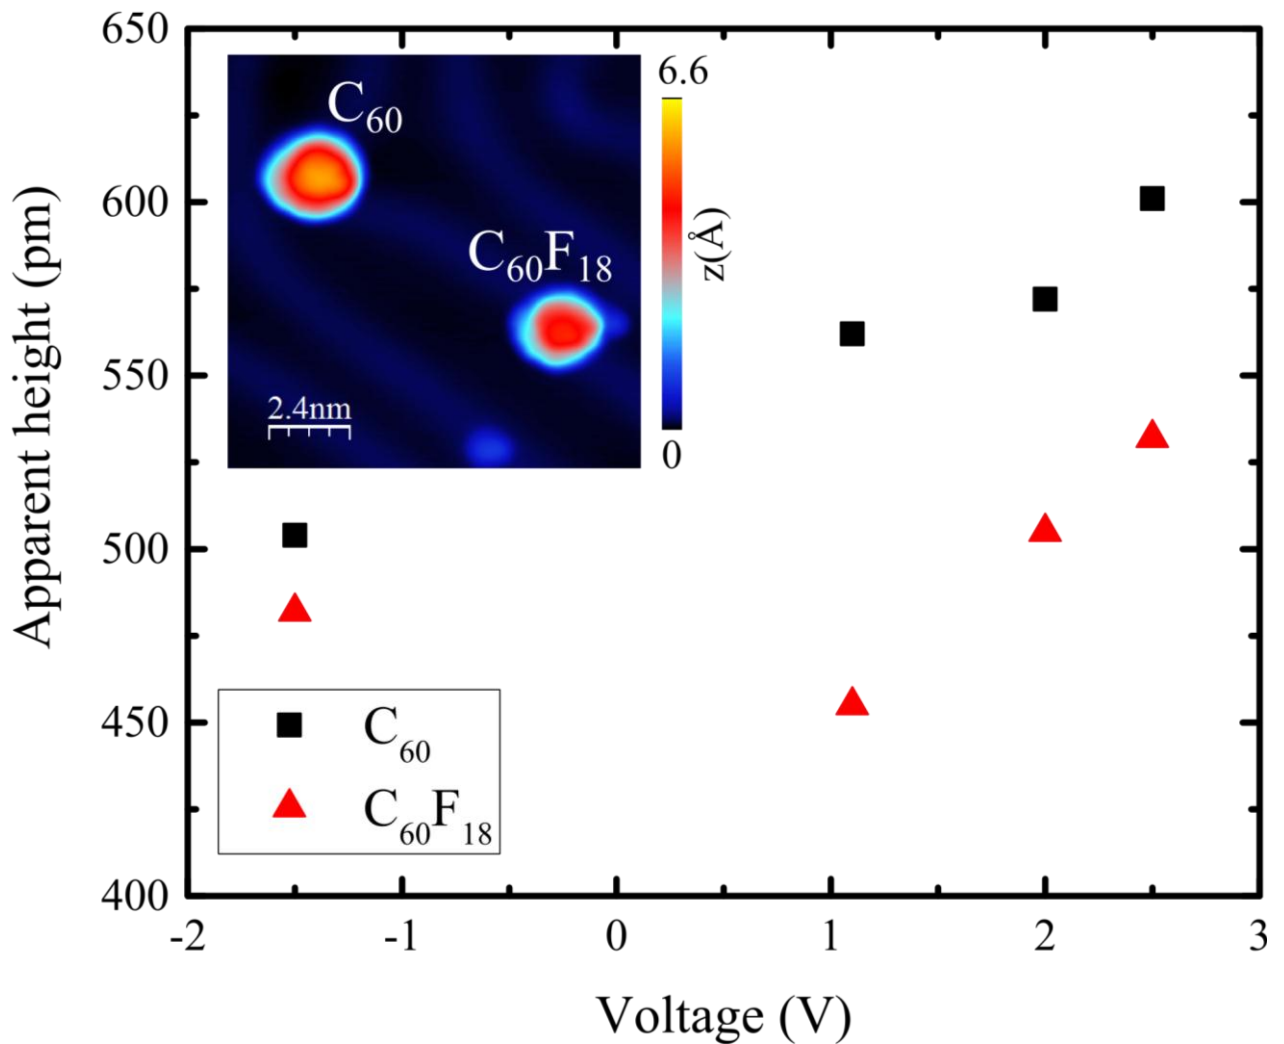 650
600
550
500
450
400
Apparent height (pm)
C60
C60F18
2.4nm
6.6
z(Å)
0
C60
C60F18
-2 -1 0 1 2 3
Voltage (V)